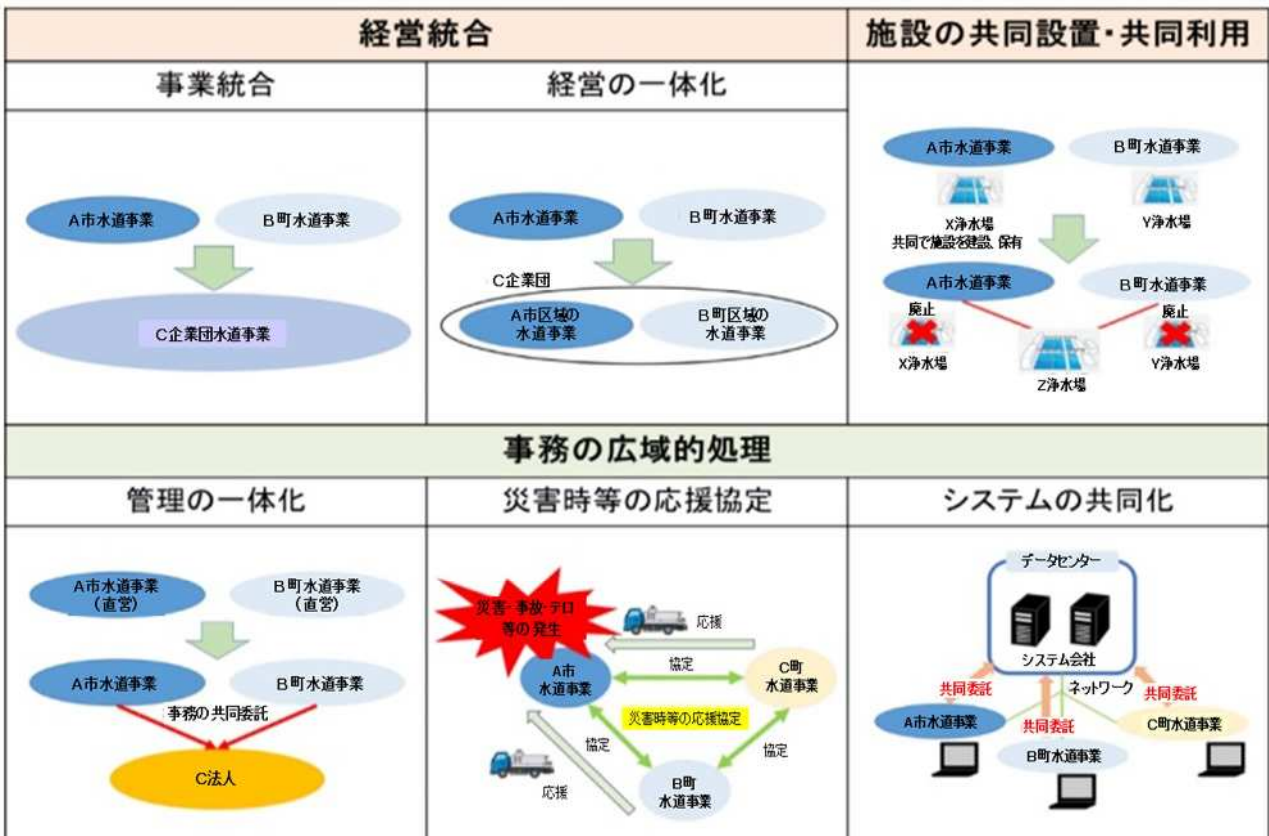 経営統合
施設の共同設置・共同利用
事業統合
経営の一体化
A市水道事業
B町水道事業
C企業団水道事業
A市水道事業
B町水道事業
C企業団
A市区域の
水道事業
B町区域の
水道事業
A市水道事業
B町水道事業
X浄水場
Y浄水場
共同で施設を建設、保有
A市水道事業
B町水道事業
廃止
廃止
X浄水場
Z浄水場
Y浄水場
事務の広域的処理
管理の一体化
災害時等の応援協定
システムの共同化
A市水道事業
(直営)
B町水道事業
(直営)
A市水道事業
B町水道事業
事務の共同委託
C法人
災害・事故・テロ
等の発生
応援
協定
A市
水道事業
C町
水道事業
災害時等の応援協定
協定
協定
応援
B町
水道事業
データセンター
システム会社
ネットワーク
共同委託
共同委託
共同委託
A市水道事業
C町水道事業
B町水道事業